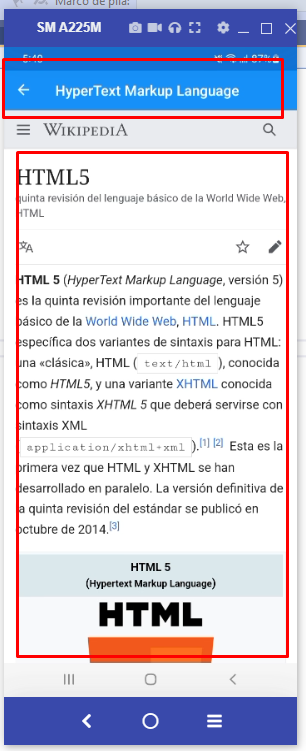 Marco de pila:
SM A225M
5:40 87%
HyperText Markup Language
WIKIPEDIA
HTML5
quinta revisión del lenguaje básico de la World Wide Web,
HTML
HTML 5 (HyperText Markup Language, versión 5)
es la quinta revisión importante del lenguaje
básico de la World Wide Web, HTML. HTML5
especifica dos variantes de sintaxis para HTML:
una «clásica», HTML ( text/html ), conocida
como HTML5, y una variante XHTML conocida
como sintaxis XHTML 5 que deberá servirse con
sintaxis XML
( application/xhtml+xml ).[1] [2] Esta es la
primera vez que HTML y XHTML se han
desarrollado en paralelo. La versión definitiva de
la quinta revisión del estándar se publicó en
octubre de 2014.[3]
HTML 5
(Hypertext Markup Language)
HTML